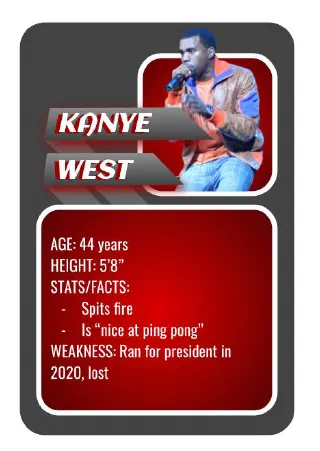 KANYE
WEST
AGE: 44 years
HEIGHT: 5’8”
STATS/FACTS:
- Spits fire
- Is “nice at ping pong”
WEAKNESS: Ran for president in
2020, lost